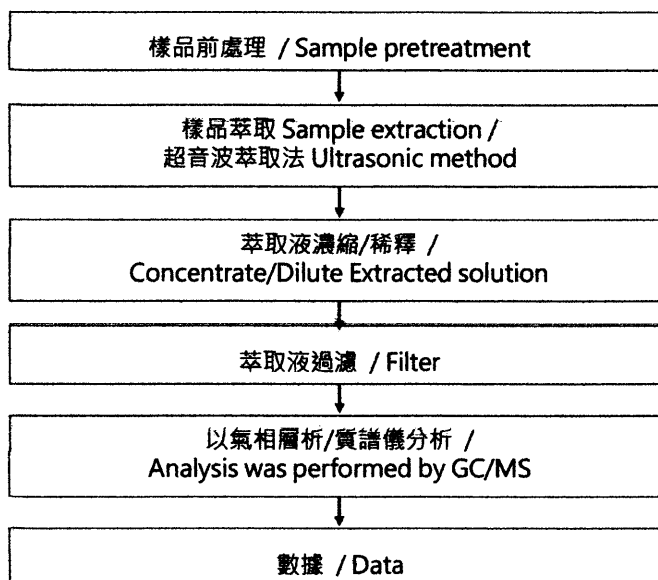 樣品前處理 / Sample pretreatment
樣品萃取 Sample extraction /
超音波萃取法 Ultrasonic method
萃取液濃縮/稀釋 /
Concentrate/Dilute Extracted solution
萃取液過濾 / Filter
以氣相層析/質譜儀分析 /
Analysis was performed by GC/MS
數據 / Data